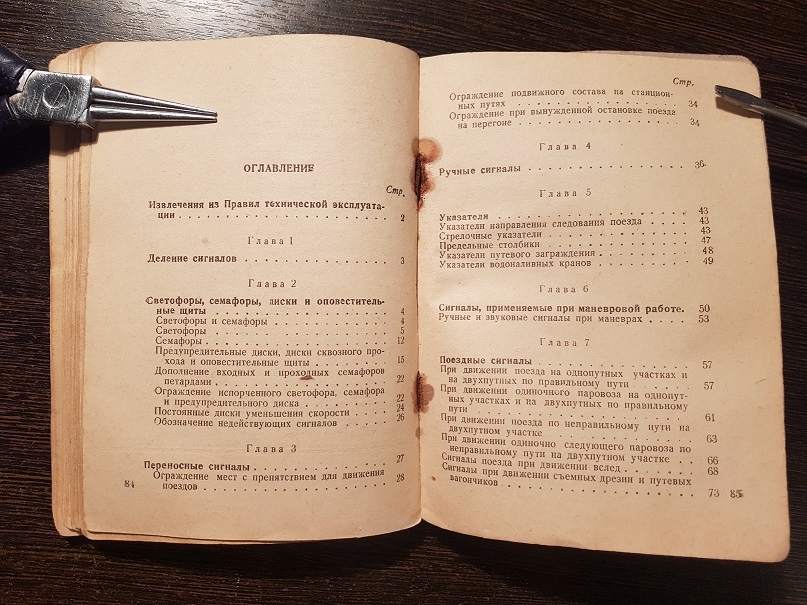 ОГЛАВЛЕНИЕ
Стр.
Извлечения из Правил технической эксплуата-
ции . . . . . . . . . . . . . . . . . . 2
Глава 1
Деление сигналов . . . . . . . . . . . . 3
Глава 2
Светофоры, семафоры, диски и оповеститель-
ные щиты . . . . . . . . . . . . . . . 4
Светофоры и семафоры . . . . . . . . . . 4
Светофоры . . . . . . . . . . . . . . . 5
Семафоры . . . . . . . . . . . . . . . 12
Предупредительные диски, диски сквозного про-
хода и оповестительные щиты . . . . . . . 15
Дополнение входных и проходных семафоров
петардами . . . . . . . . . . . . . . . 22
Ограждение испорченного светофора, семафора
и предупредительного диска . . . . . . . . 22
Постоянные диски уменьшения скорости . . . 24
Обозначение недействующих сигналов . . . . 26
Глава 3
Переносные сигналы . . . . . . . . . . . 27
Ограждение мест с препятствием для движения
поездов . . . . . . . . . . . . . . . . 28
84
Стр.
Ограждение подвижного состава на станцион-
ных путях . . . . . . . . . . . . . . . 34
Ограждение при вынужденной остановке поезда
на перегоне . . . . . . . . . . . . . . 34
Глава 4
Ручные сигналы . . . . . . . . . . . . . 36
Глава 5
Указатели . . . . . . . . . . . . . . . 43
Указатели направления следования поезда . . 43
Стрелочные указатели . . . . . . . . . . 43
Предельные столбики . . . . . . . . . . . 47
Указатели путевого заграждения . . . . . . 48
Указатели водоналивных кранов . . . . . . . 49
Глава 6
Сигналы, применяемые при маневровой работе. 50
Ручные и звуковые сигналы при маневрах . . . 53
Глава 7
Поездные сигналы . . . . . . . . . . . . 57
При движении поезда на однопутных участках и
на двухпутных по правильному пути . . . . 57
При движении одиночного паровоза на однопут-
ных участках и на двухпутных по правильному
пути . . . . . . . . . . . . . . . . . 61
При движении поезда по неправильному пути на
двухпутном участке . . . . . . . . . . . 63
При движении одиночно следующего паровоза по
неправильному пути на двухпутном участке . . 66
Сигналы поезда при движении вслед . . . . . 68
Сигналы при движении съемных дрезин и путевых
вагончиков . . . . . . . . . . . . . . 73
85